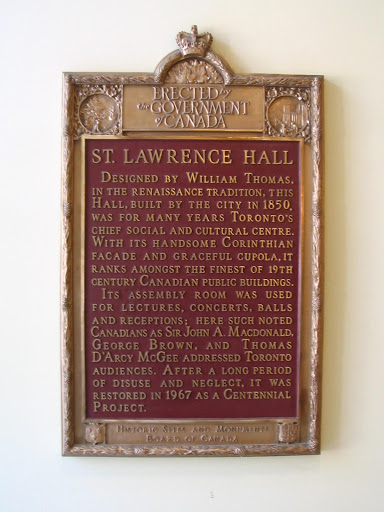 ERECTED by
the GOVERNMENT
of CANADA
ST. LAWRENCE HALL
DESIGNED BY WILLIAM THOMAS,
IN THE RENAISSANCE TRADITION, THIS
HALL, BUILT BY THE CITY IN 1850,
WAS FOR MANY YEARS TORONTO'S
CHIEF SOCIAL AND CULTURAL CENTRE.
WITH ITS HANDSOME CORINTHIAN
FACADE AND GRACEFUL CUPOLA, IT
RANKS AMONGST THE FINEST OF 19TH
CENTURY CANADIAN PUBLIC BUILDINGS.
ITS ASSEMBLY ROOM WAS USED
FOR LECTURES, CONCERTS, BALLS
AND RECEPTIONS; HERE SUCH NOTED
CANADIANS AS SIR JOHN A. MACDONALD,
GEORGE BROWN, AND THOMAS
D'ARCY MCGEE ADDRESSED TORONTO
AUDIENCES. AFTER A LONG PERIOD
OF DISUSE AND NEGLECT, IT WAS
RESTORED IN 1967 AS A CENTENNIAL
PROJECT.
HISTORIC SITES AND MONUMENTS
BOARD OF CANADA